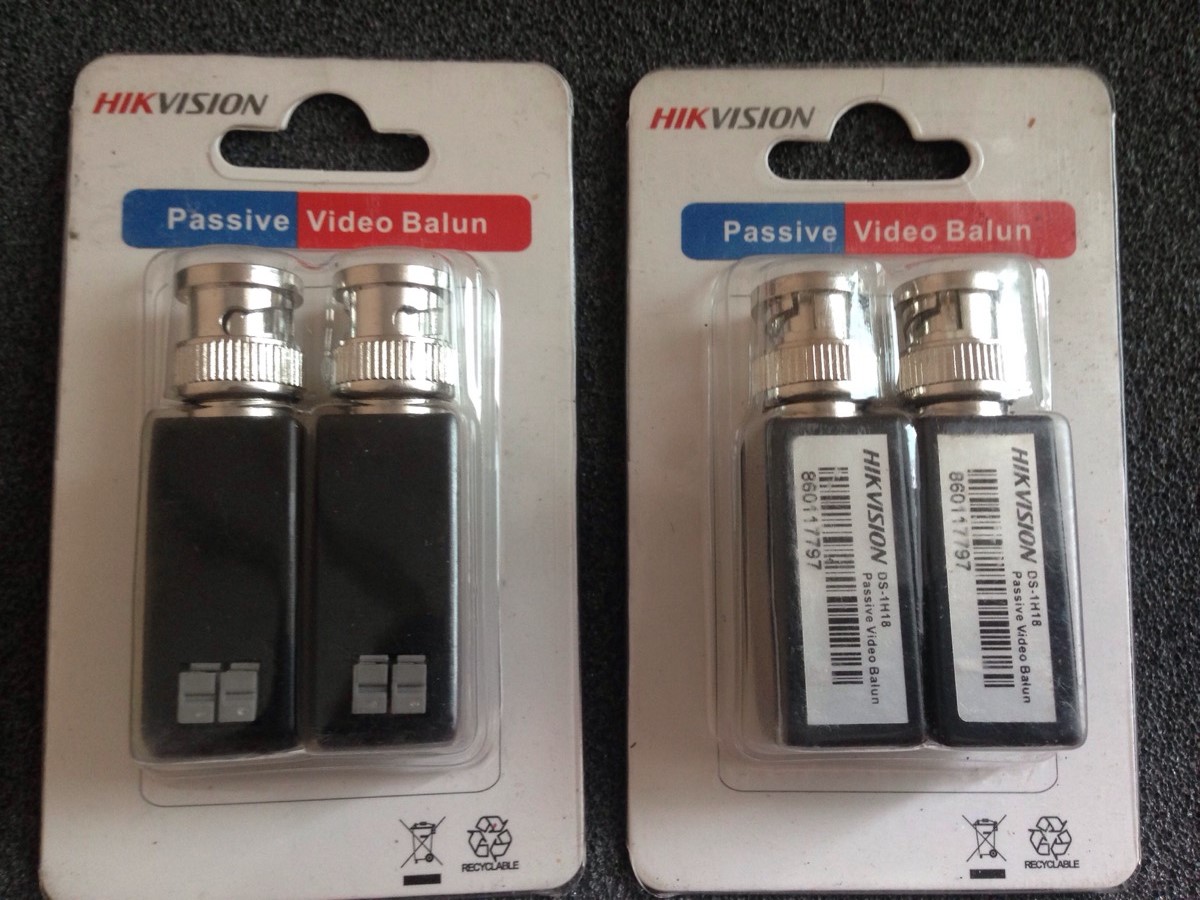 HIKVISION
Passive Video Balun
RECYCLABLE
HIKVISION
Passive Video Balun
HIKVISION DS-1H18
Passive Video Balun
860117797
HIKVISION DS-1H18
Passive Video Balun
860117797
RECYCLABLE